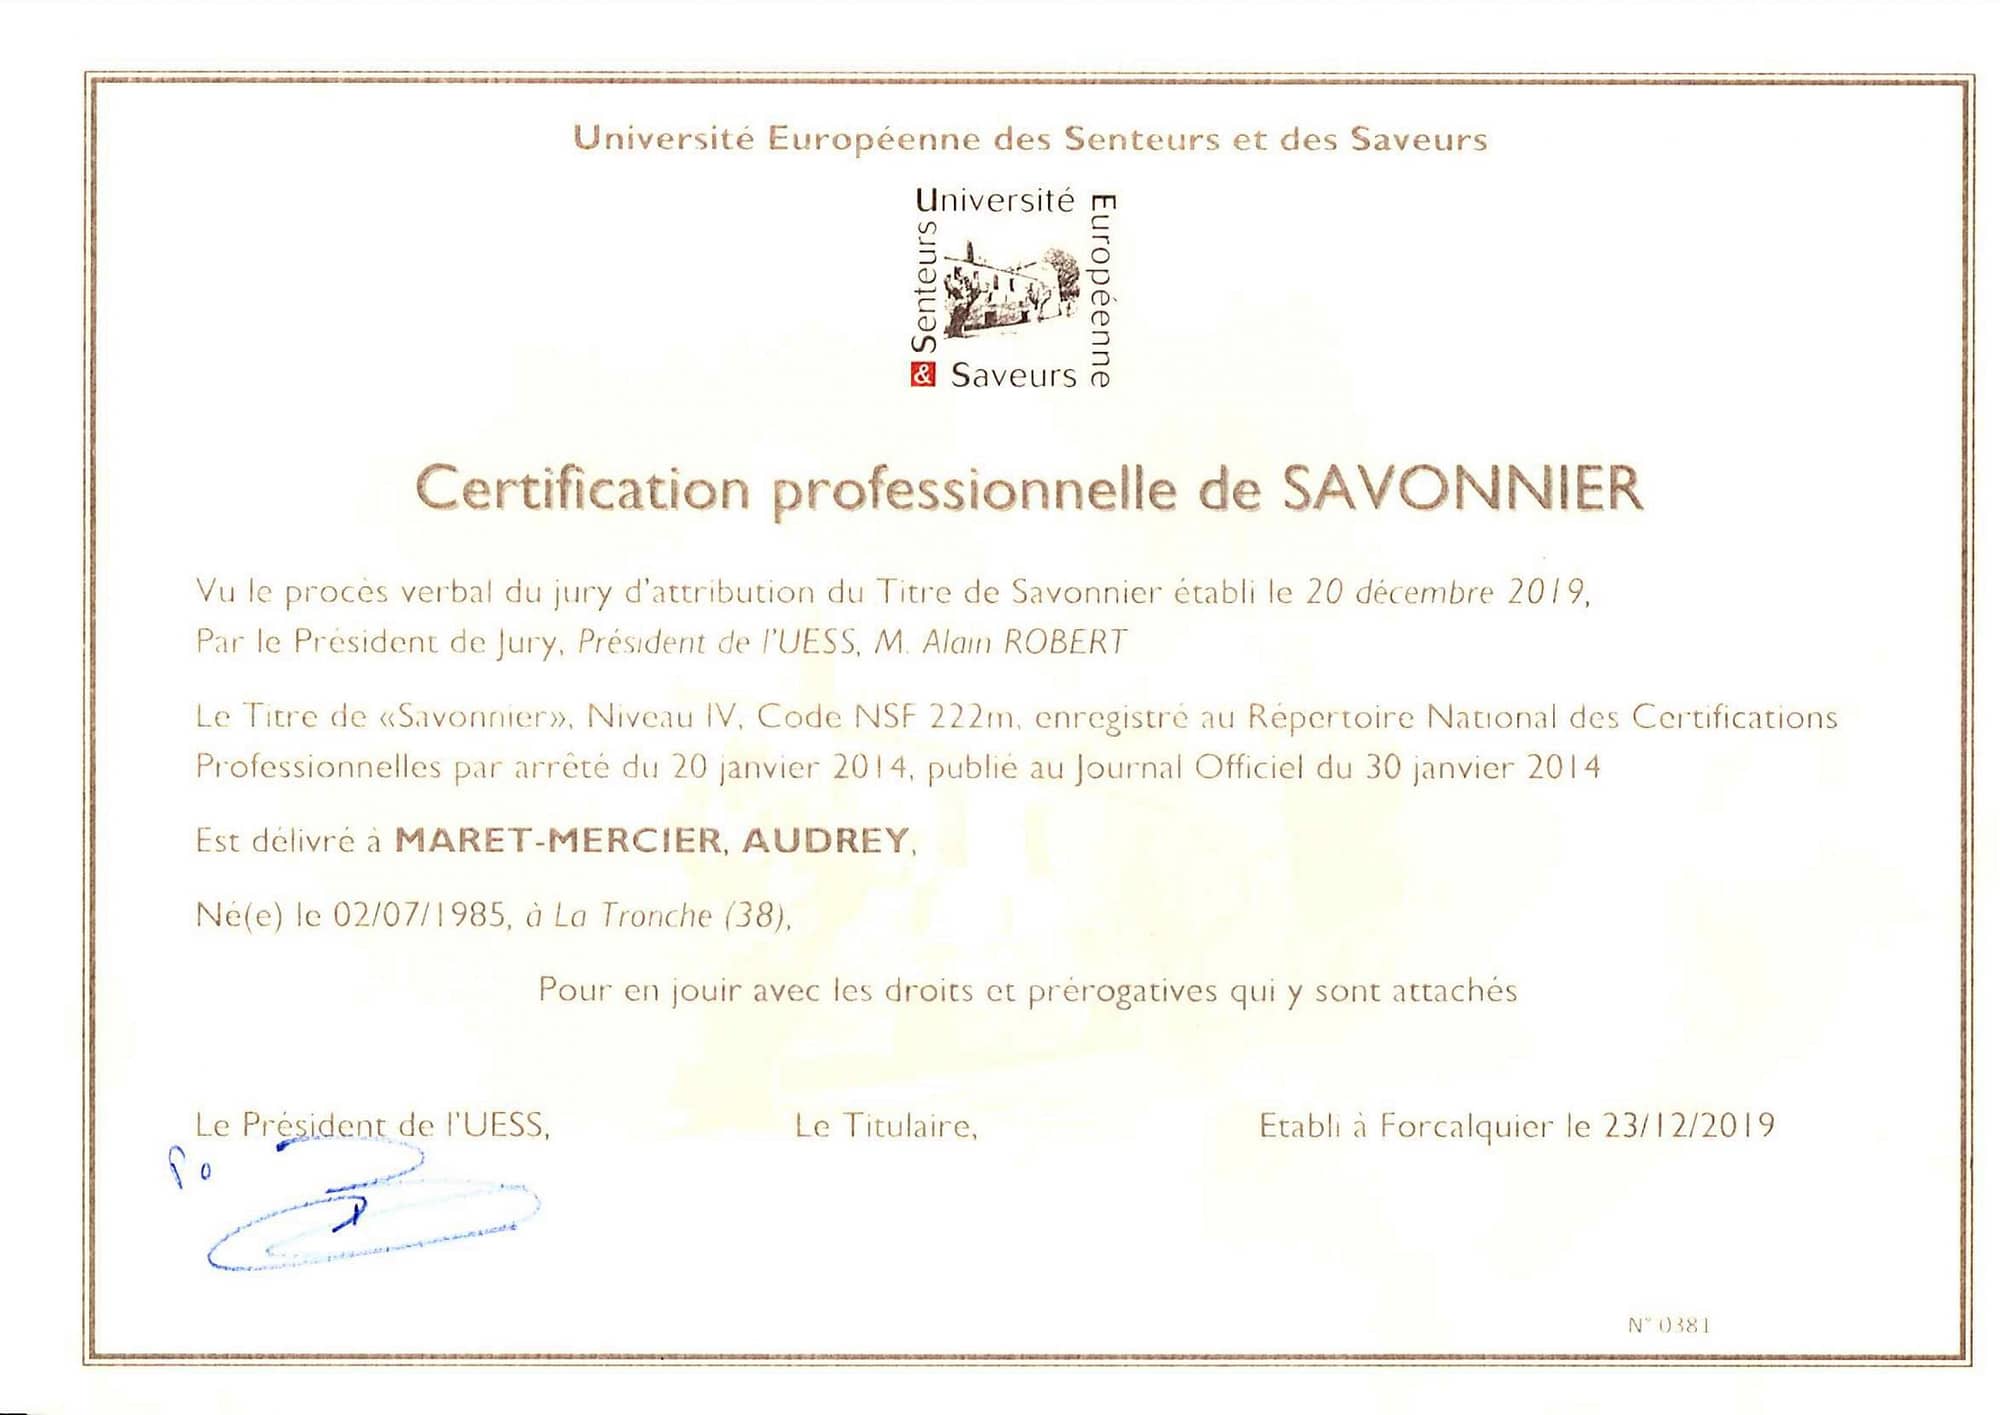 Université Européenne des Senteurs et des Saveurs
Université
Européenne
Senteurs
& Saveurs
Certification professionnelle de SAVONNIER
Vu le procès verbal du jury d'attribution du Titre de Savonnier établi le 20 décembre 2019,
Par le Président de Jury, Président de l'UESS, M. Alain ROBERT
Le Titre de «Savonnier», Niveau IV, Code NSF 222m, enregistré au Répertoire National des Certifications
Professionnelles par arrêté du 20 janvier 2014, publié au Journal Officiel du 30 janvier 2014
Est délivré à MARET-MERCIER, AUDREY,
Né(e) le 02/07/1985, à La Tronche (38),
Pour en jouir avec les droits et prérogatives qui y sont attachés
Le Président de l'UESS,
Le Titulaire,
Etabli à Forcalquier le 23/12/2019
Po
N° 0381